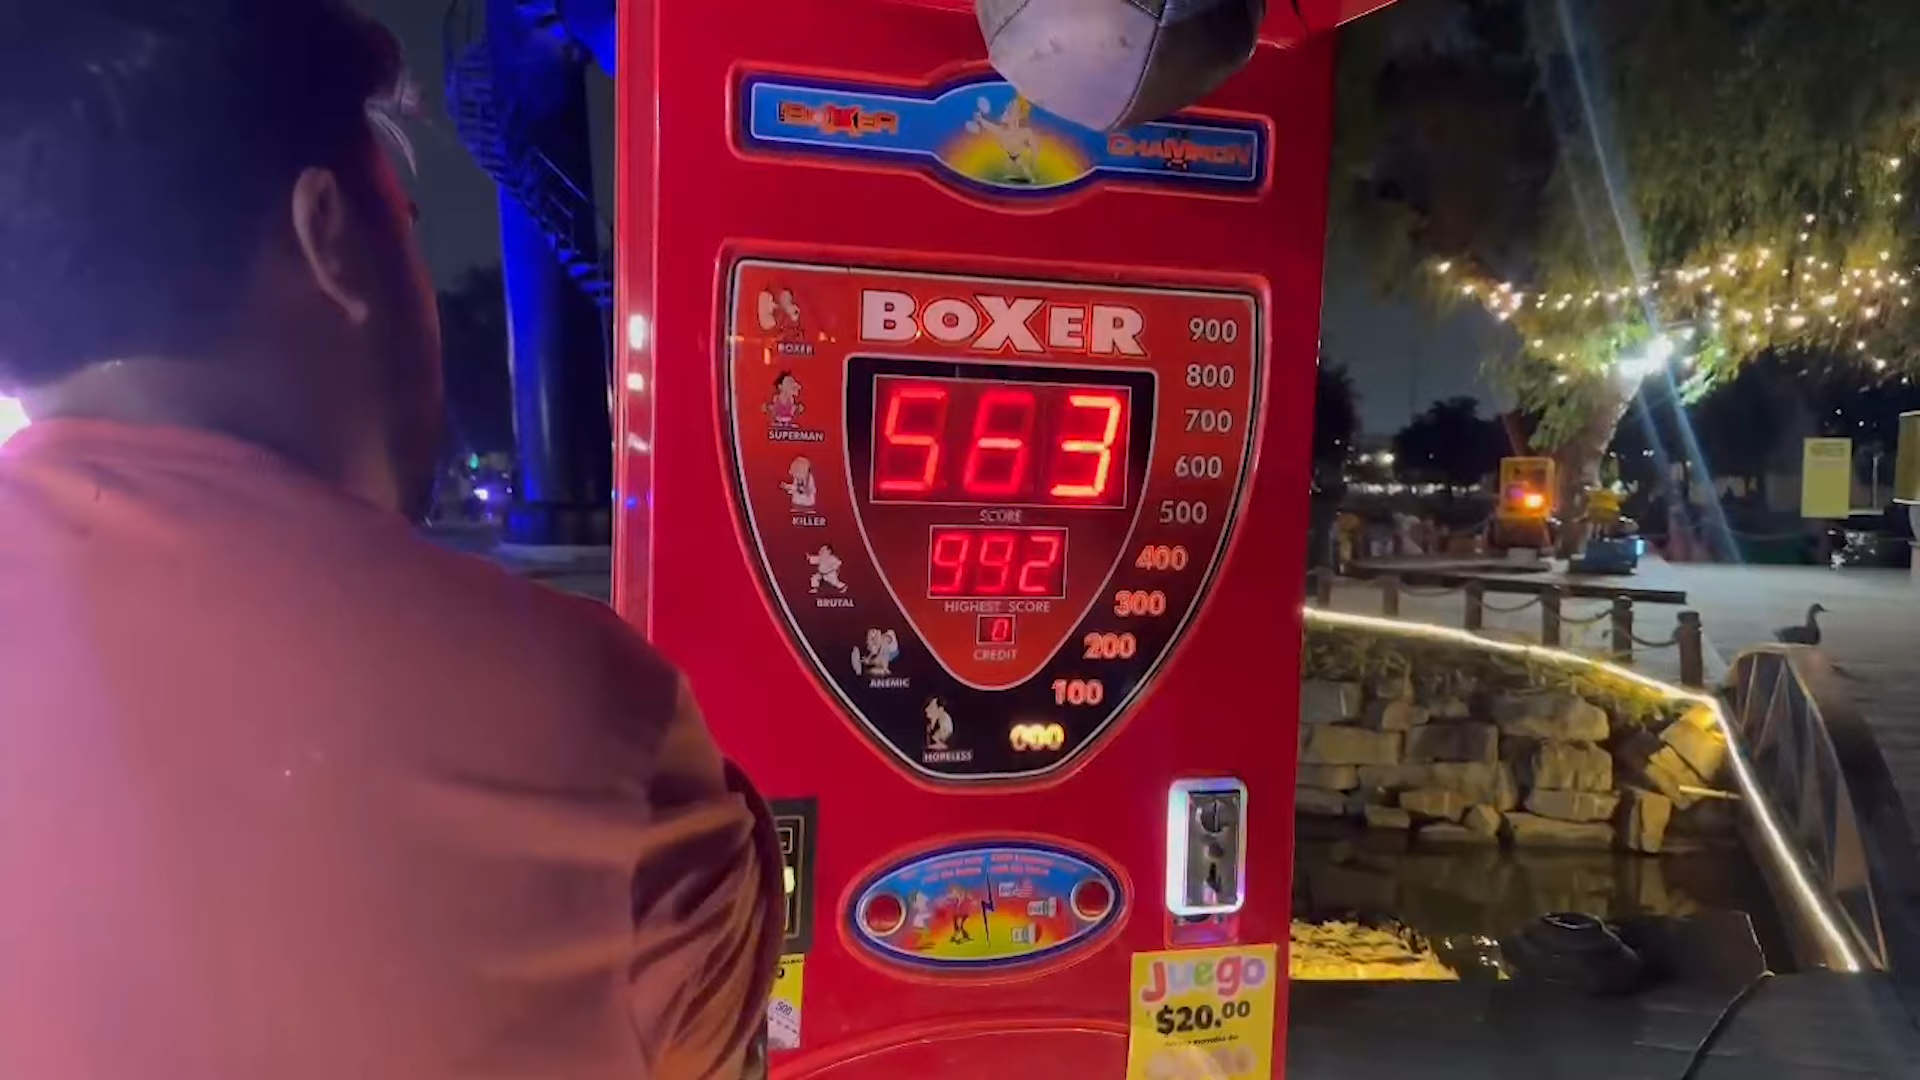 BOXER
CHAMPION
BOXER
900
BOXER
800
SUPERMAN
700
600
KILLER
SCORE
500
992
400
BRUTAL
HIGHEST SCORE
300
0
CREDIT
200
ANEMIC
100
HOPELESS
000
Juego
$20.00
500